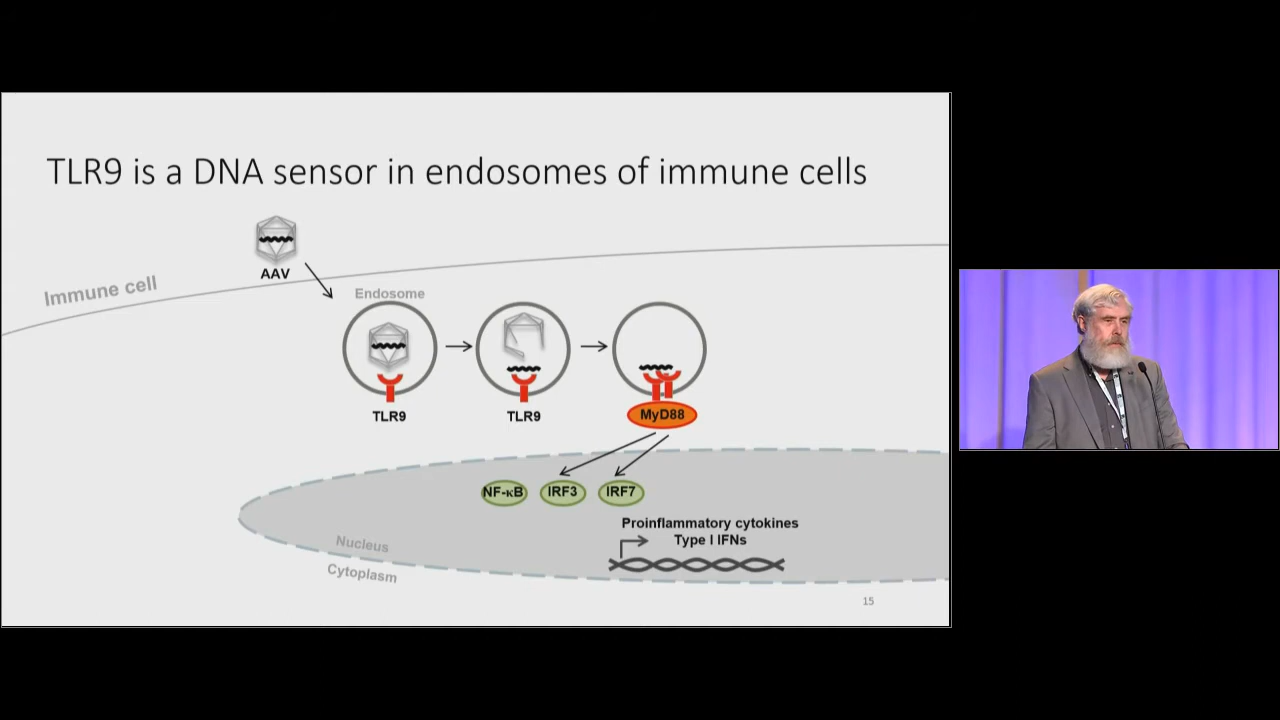 TLR9 is a DNA sensor in endosomes of immune cells
AAV
Immune cell
Endosome
TLR9
TLR9
MyD88
NF-κB
IRF3
IRF7
Proinflammatory cytokines
Type I IFNs
Nucleus
Cytoplasm
15